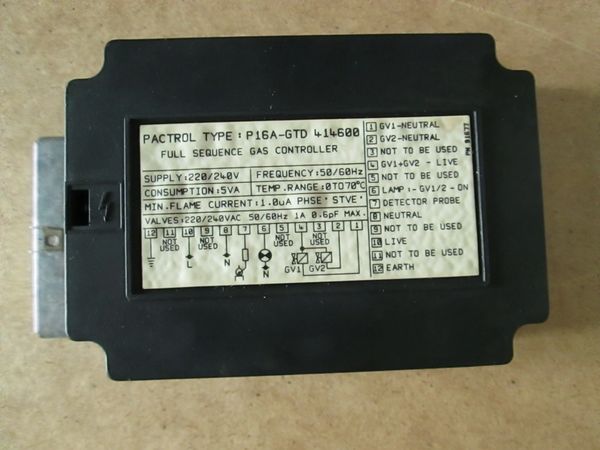 PACTROL TYPE : P16A-GTD 414600
FULL SEQUENCE GAS CONTROLLER
SUPPLY:220/240V FREQUENCY:50/60Hz
CONSUMPTION:5VA TEMP.RANGE:0TO70°C
MIN.FLAME CURRENT:1.0uA PHSE 'STVE'
VALVES:220/240VAC 50/60Hz 1A 0.6pF MAX.
12 11 10 9 8 7 6 5 4 3 2 1
NOT USED NOT USED NOT USED NOT USED
L N N GV1 GV2
1 GV1-NEUTRAL
2 GV2-NEUTRAL
3 NOT TO BE USED
4 GV1+GV2 - LIVE
5 NOT TO BE USED
6 LAMP:-GV1/2-ON
7 DETECTOR PROBE
8 NEUTRAL
9 NOT TO BE USED
10 LIVE
11 NOT TO BE USED
12 EARTH
PN 91677